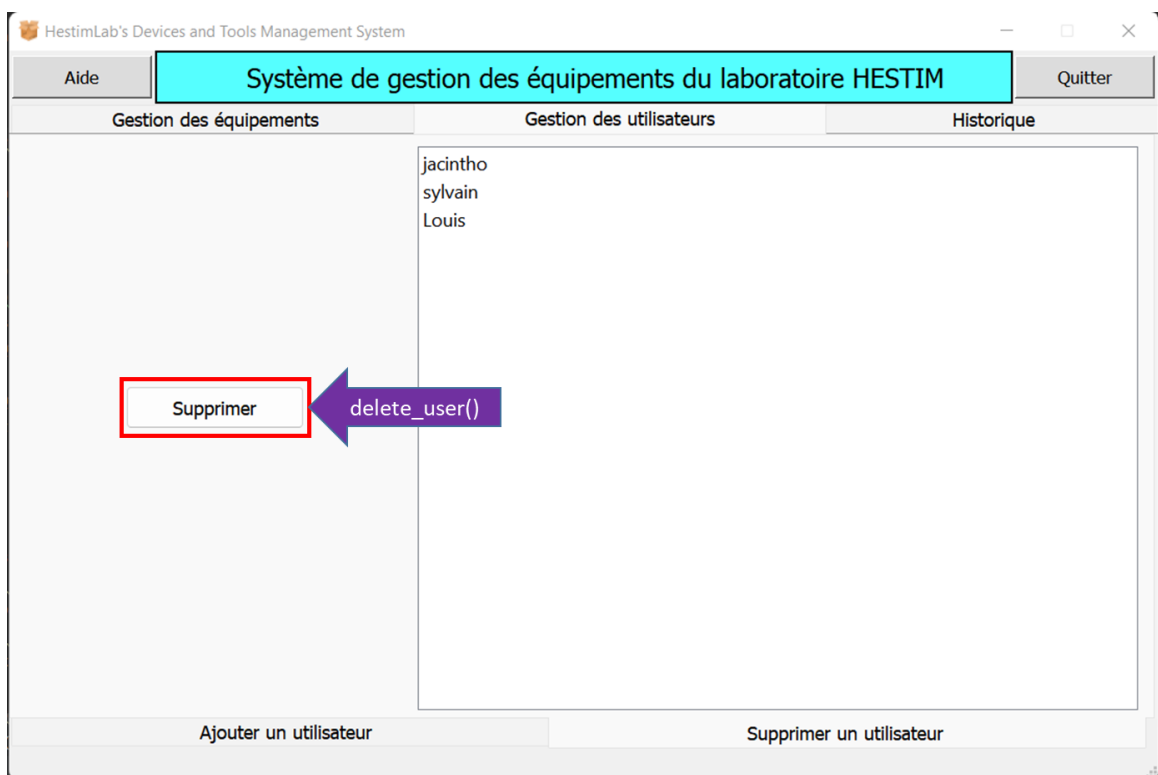 HestimLab's Devices and Tools Management System
Aide
Système de gestion des équipements du laboratoire HESTIM
Quitter
Gestion des équipements
Gestion des utilisateurs
Historique
jacintho
sylvain
Louis
Supprimer
delete_user()
Ajouter un utilisateur
Supprimer un utilisateur